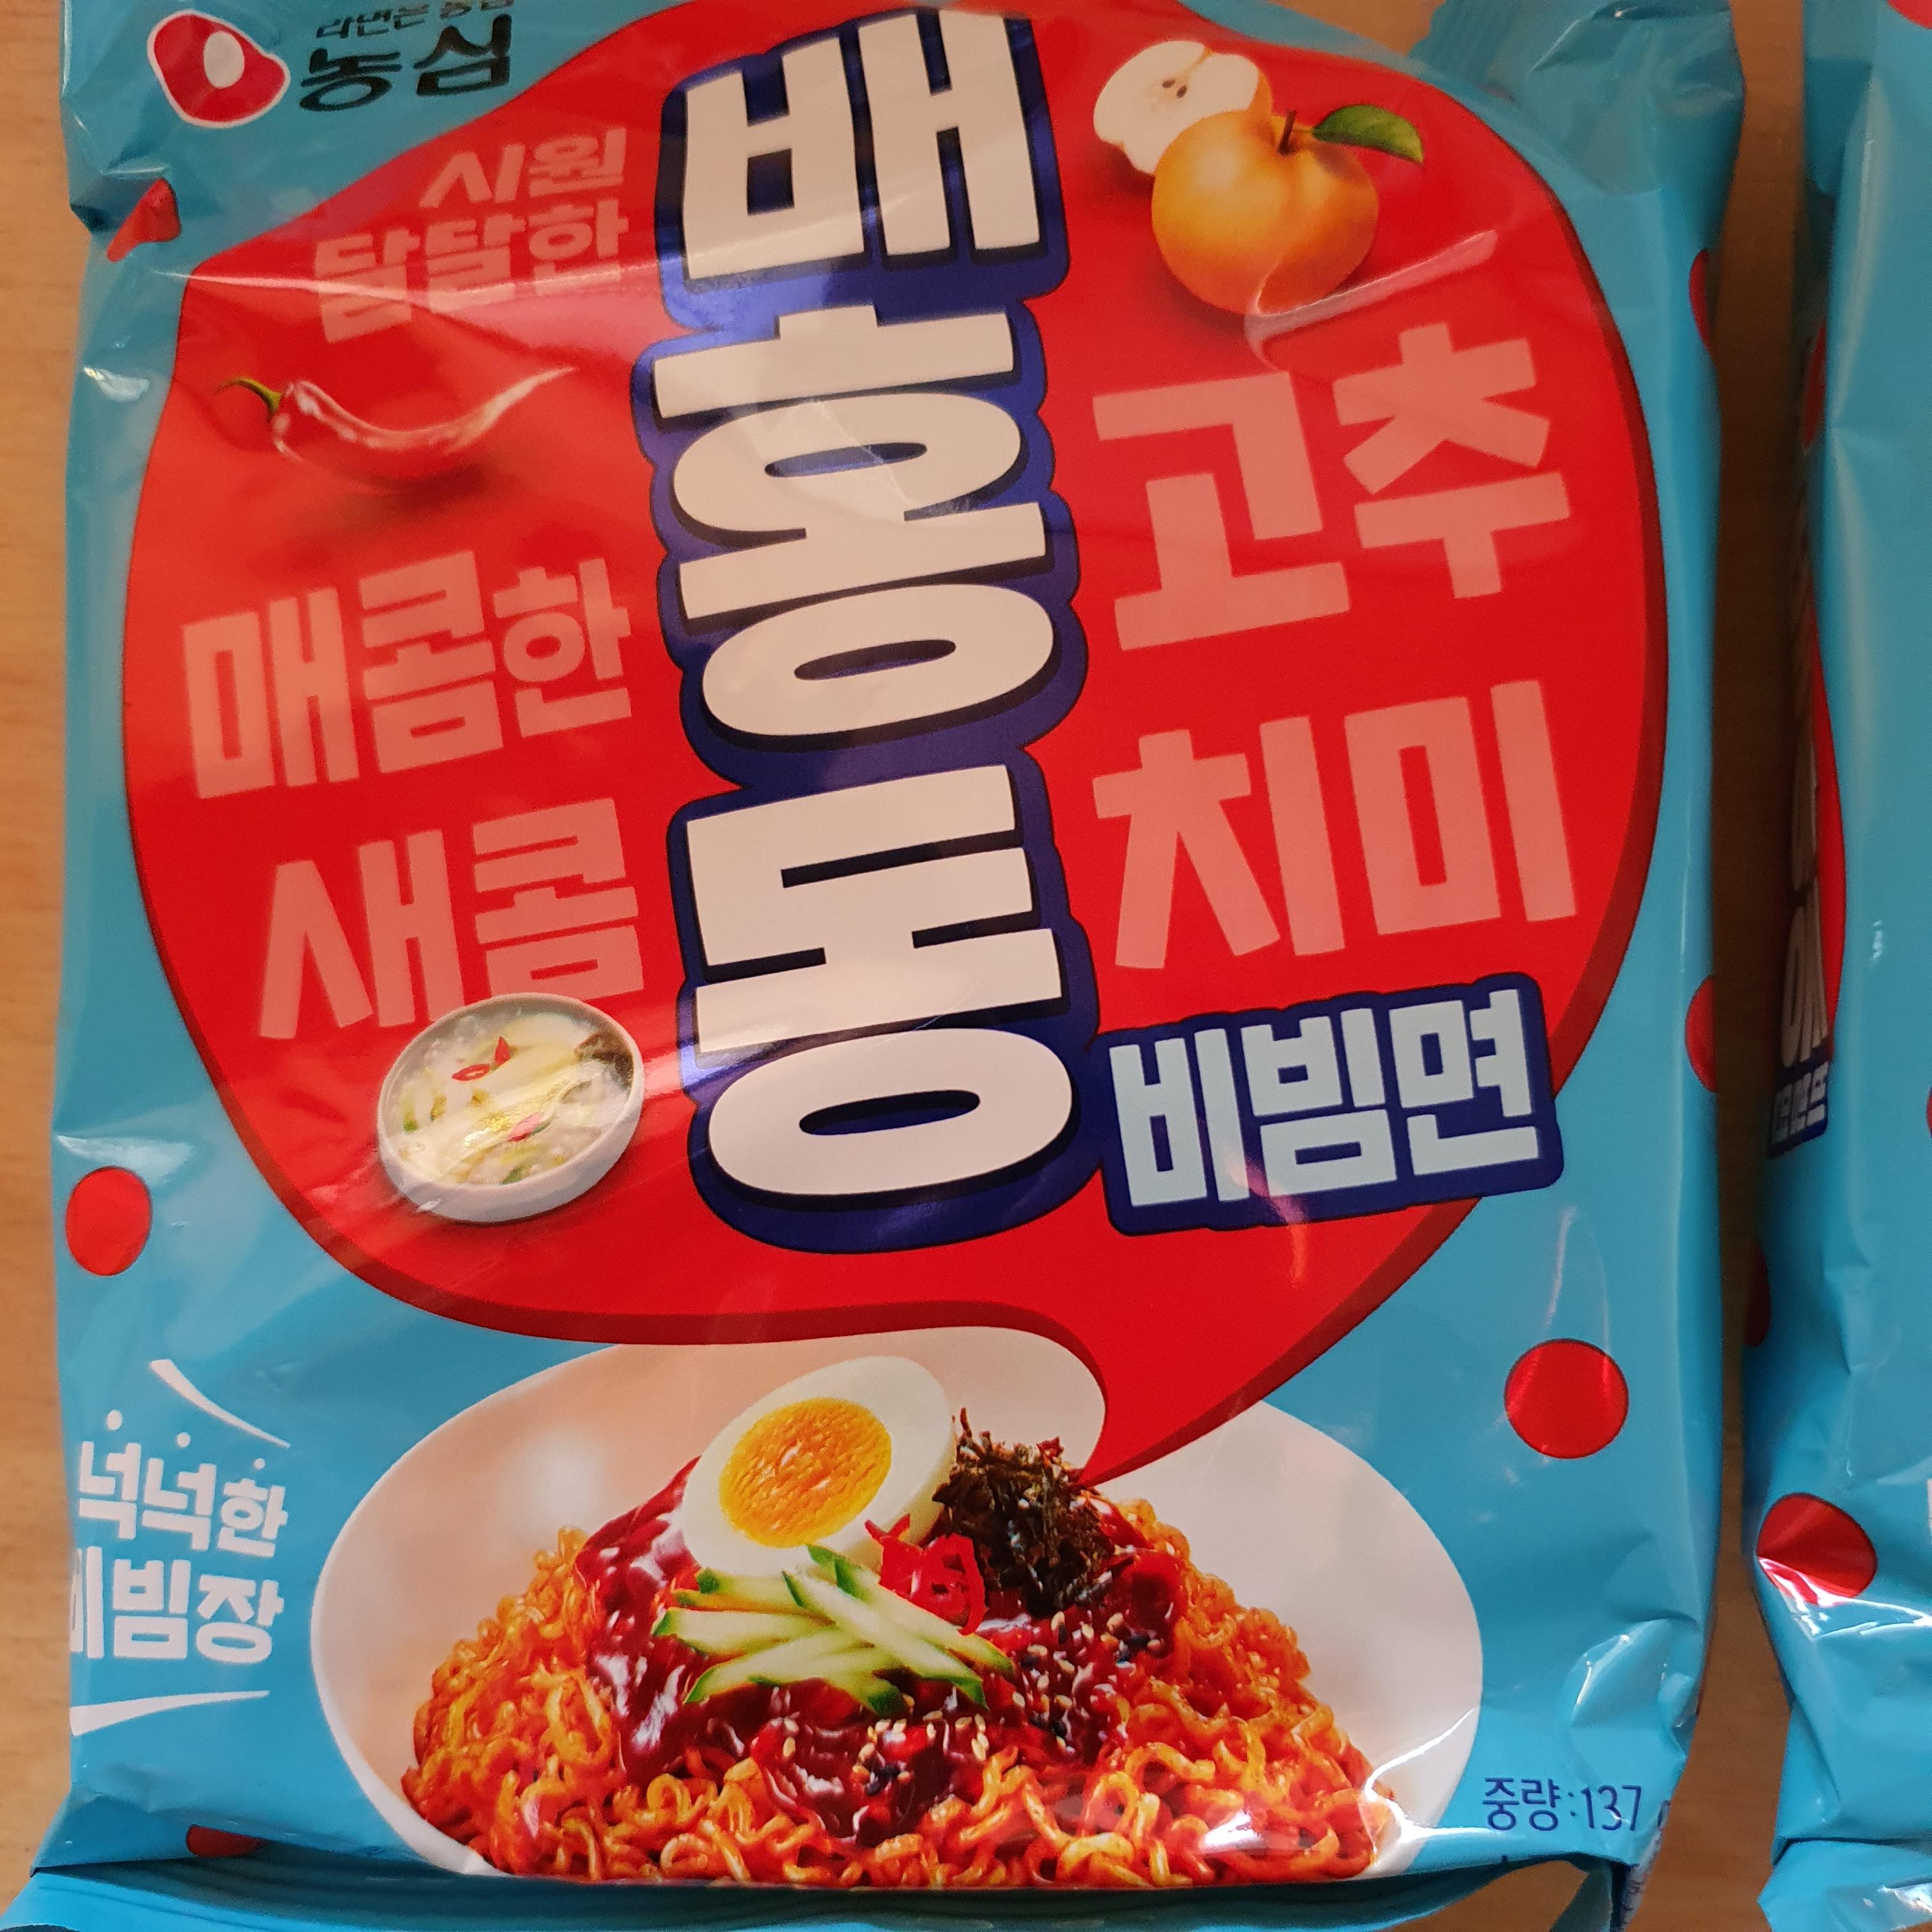 라면은 농심
농심
시원
달달한
매콤한
새콤
배홍동
고추
치미
비빔면
넉넉한
비빔장
중량:137